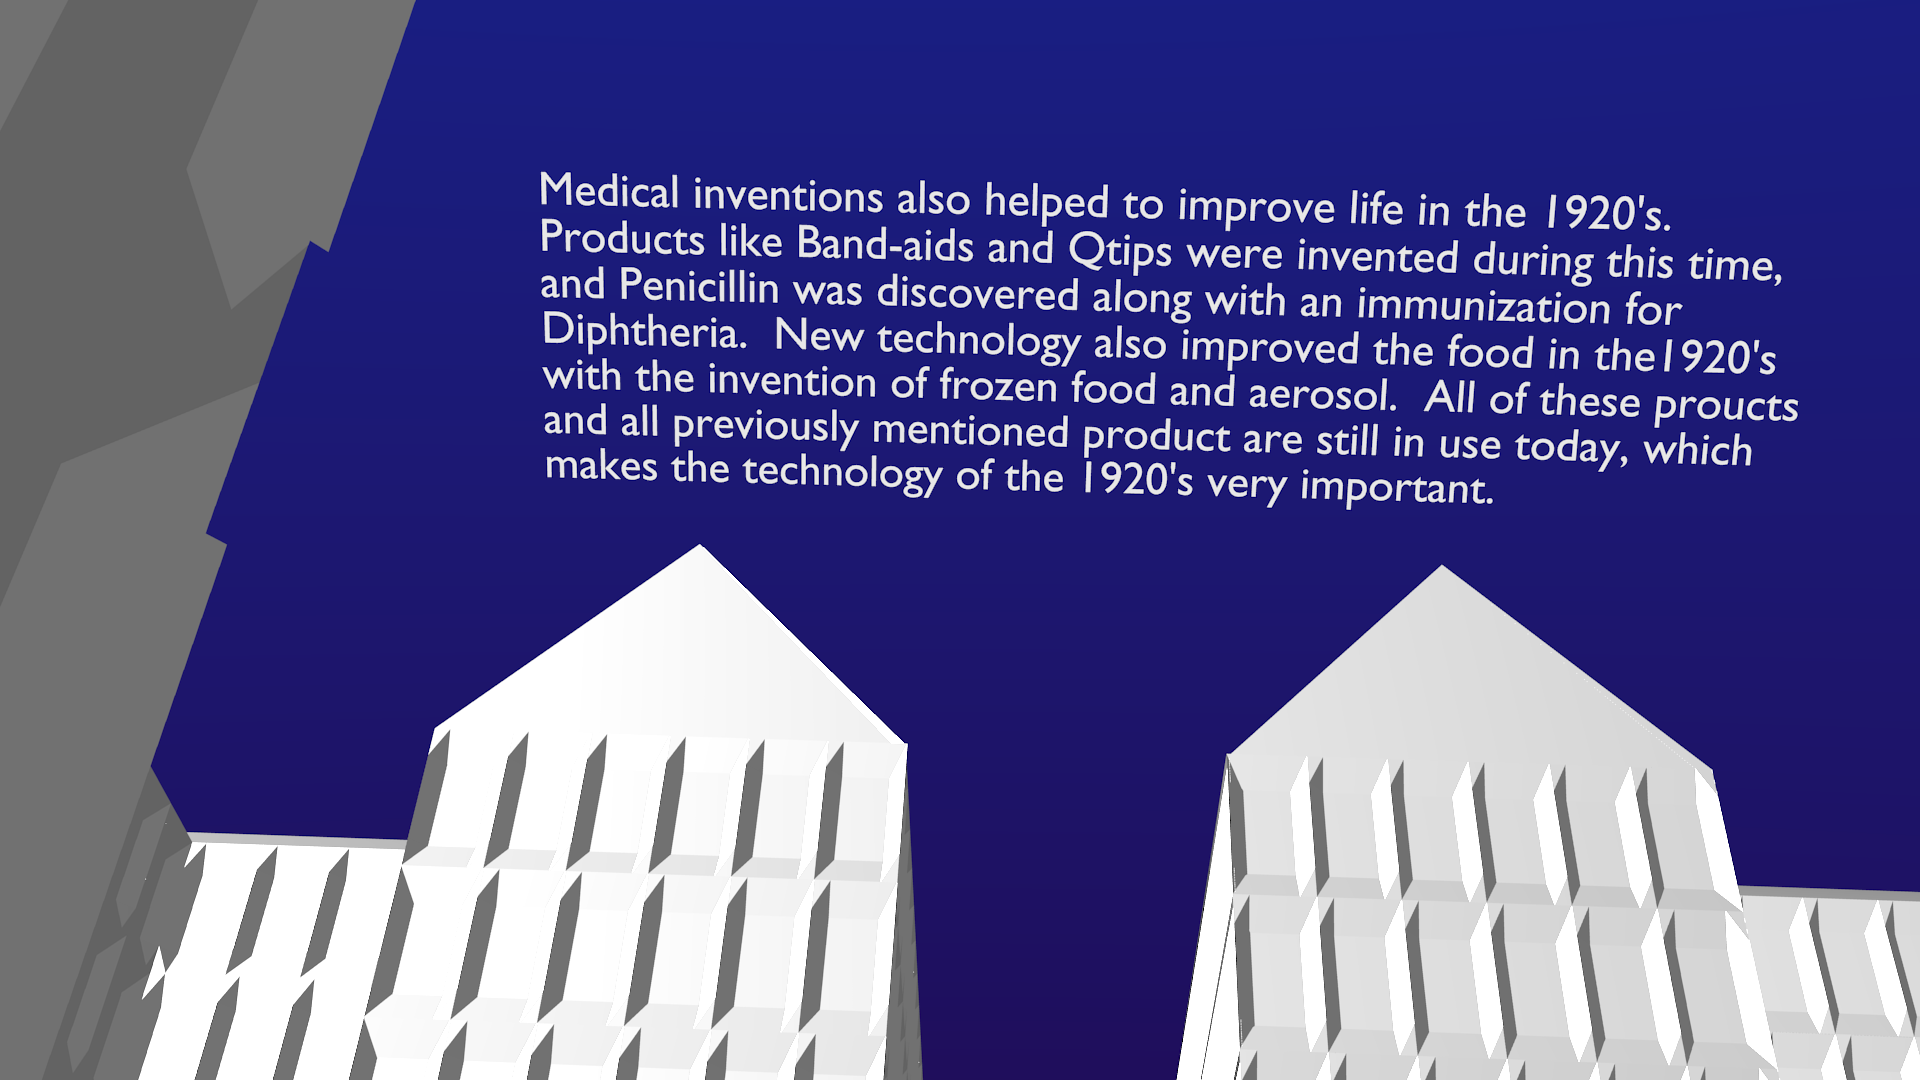 Medical inventions also helped to improve life in the 1920's.
Products like Band-aids and Qtips were invented during this time,
and Penicillin was discovered along with an immunization for
Diphtheria.  New technology also improved the food in the1920's
with the invention of frozen food and aerosol.  All of these proucts
and all previously mentioned product are still in use today, which
makes the technology of the 1920's very important.